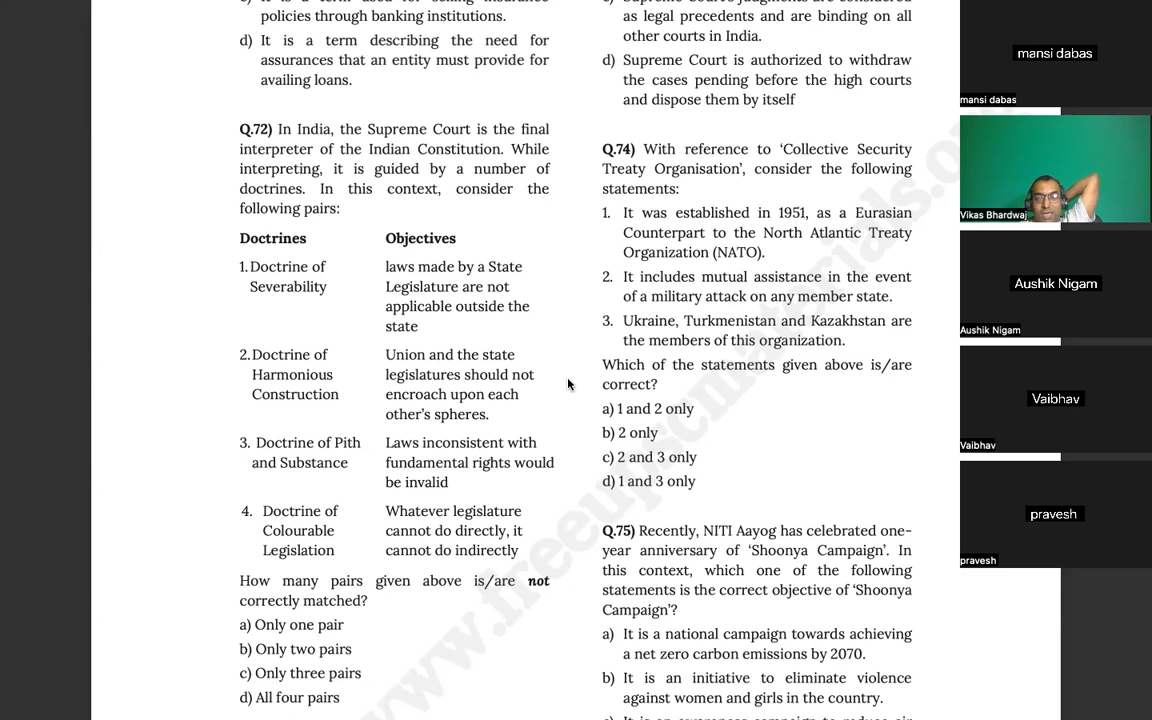 policies through banking institutions.
d) It is a term describing the need for
assurances that an entity must provide for
availing loans.
Q.72) In India, the Supreme Court is the final
interpreter of the Indian Constitution. While
interpreting, it is guided by a number of
doctrines. In this context, consider the
following pairs:
Doctrines Objectives
1. Doctrine of
Severability
laws made by a State
Legislature are not
applicable outside the
state
2. Doctrine of
Harmonious
Construction
Union and the state
legislatures should not
encroach upon each
other's spheres.
3. Doctrine of Pith
and Substance
Laws inconsistent with
fundamental rights would
be invalid
4. Doctrine of
Colourable
Legislation
Whatever legislature
cannot do directly, it
cannot do indirectly
How many pairs given above is/are not
correctly matched?
a) Only one pair
b) Only two pairs
c) Only three pairs
d) All four pairs
as legal precedents and are binding on all
other courts in India.
d) Supreme Court is authorized to withdraw
the cases pending before the high courts
and dispose them by itself
Q.74) With reference to 'Collective Security
Treaty Organisation', consider the following
statements:
1. It was established in 1951, as a Eurasian
Counterpart to the North Atlantic Treaty
Organization (NATO).
2. It includes mutual assistance in the event
of a military attack on any member state.
3. Ukraine, Turkmenistan and Kazakhstan are
the members of this organization.
Which of the statements given above is/are
correct?
a) 1 and 2 only
b) 2 only
c) 2 and 3 only
d) 1 and 3 only
Q.75) Recently, NITI Aayog has celebrated one-
year anniversary of 'Shoonya Campaign'. In
this context, which one of the following
statements is the correct objective of 'Shoonya
Campaign'?
a) It is a national campaign towards achieving
a net zero carbon emissions by 2070.
b) It is an initiative to eliminate violence
against women and girls in the country.
www.freeupscmaterials.o
mansi dabas
mansi dabas
Vikas Bhardwaj
Aushik Nigam
Aushik Nigam
Vaibhav
Vaibhav
pravesh
pravesh